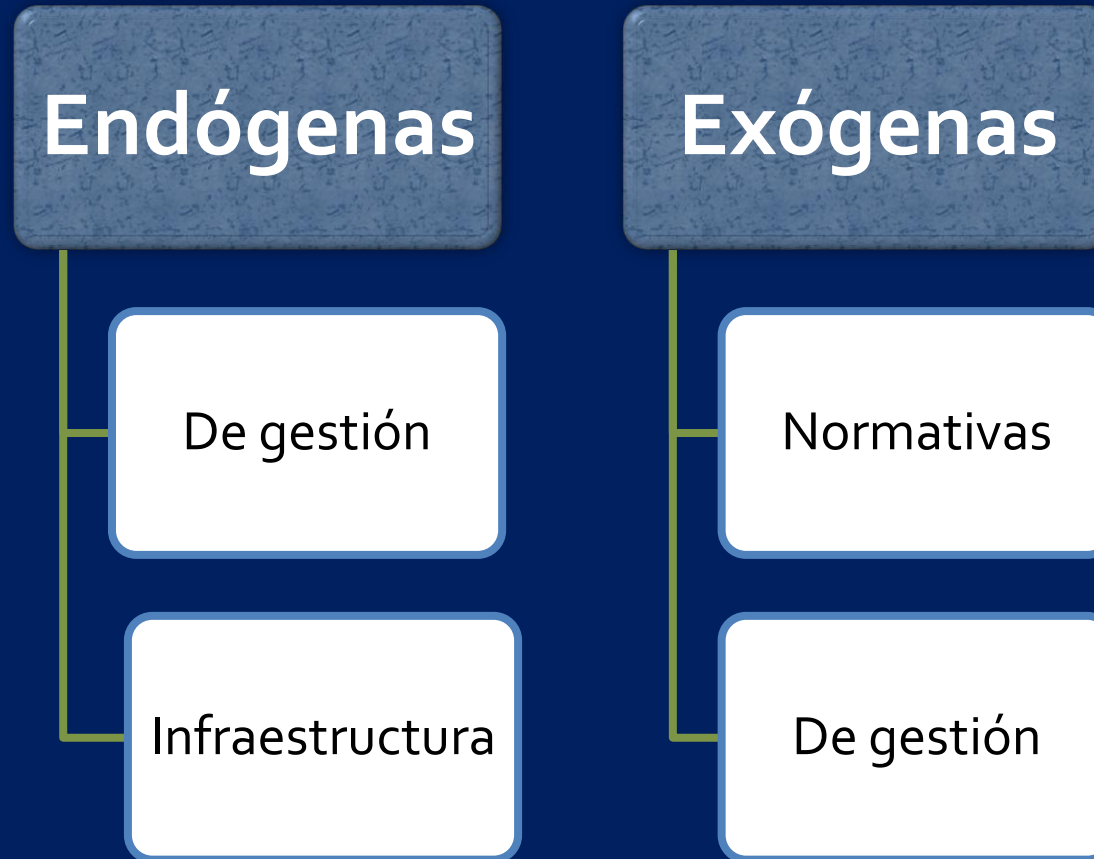 Endógenas
De gestión
Infraestructura
Exógenas
Normativas
De gestión